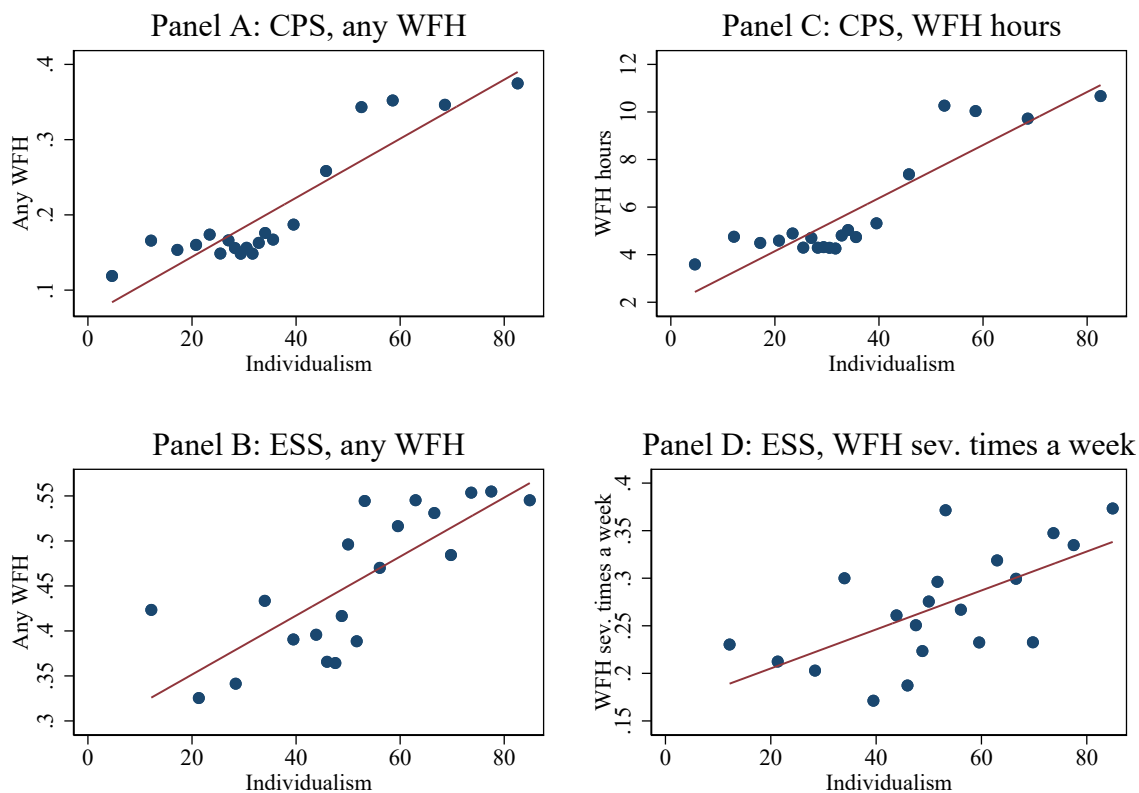 Panel A: CPS, any WFH
.4
.3
.2
.1
Any WFH
0 20 40 60 80
Individualism
Panel C: CPS, WFH hours
12
10
8
6
4
2
WFH hours
0 20 40 60 80
Individualism
Panel B: ESS, any WFH
.55
.5
.45
.4
.35
.3
Any WFH
0 20 40 60 80
Individualism
Panel D: ESS, WFH sev. times a week
.4
.35
.3
.25
.2
.15
WFH sev. times a week
0 20 40 60 80
Individualism